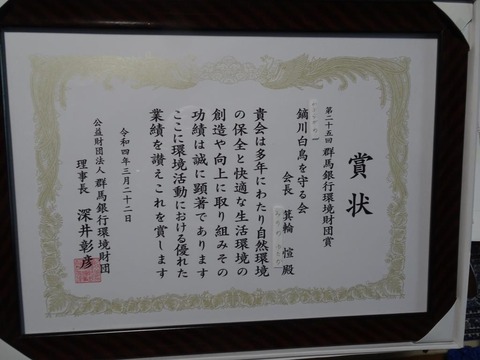 賞状
第二十五回 群馬銀行環境財団賞
鏑川白鳥を守る会
会長 箕輪 愃 殿
貴会は多年にわたり自然環境
の保全と快適な生活環境の
創造や向上に取り組みその
功績は誠に顕著であります
ここに環境活動における優れた
業績を讃えこれを賞します
令和四年三月二十二日
公益財団法人 群馬銀行環境財団
理事長 深井彰彦